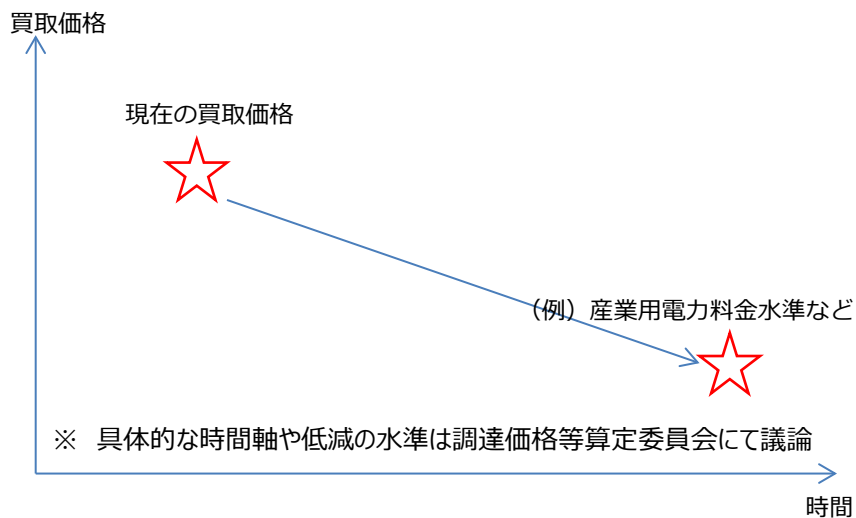 買取価格
現在の買取価格
（例）産業用電力料金水準など
※　具体的な時間軸や低減の水準は調達価格等算定委員会にて議論
時間